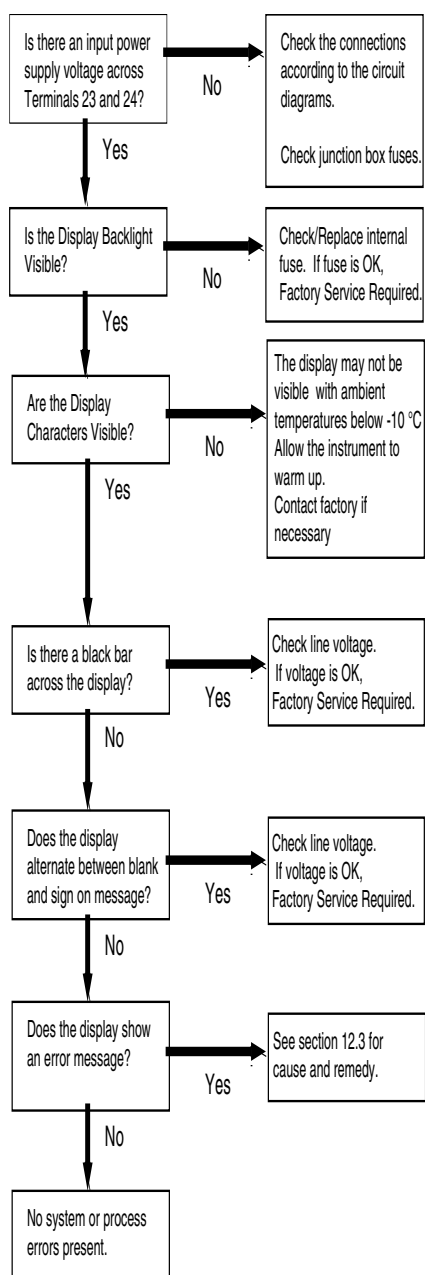 Is there an input power
supply voltage across
Terminals 23 and 24?
No
Check the connections
according to the circuit
diagrams.
Check junction box fuses.
Yes
Is the Display Backlight
Visible?
No
Check/Replace internal
fuse. If fuse is OK,
Factory Service Required.
Yes
Are the Display
Characters Visible?
No
The display may not be
visible with ambient
temperatures below -10 °C
Allow the instrument to
warm up.
Contact factory if
necessary
Yes
Is there a black bar
across the display?
Yes
Check line voltage.
If voltage is OK,
Factory Service Required.
No
Does the display
alternate between blank
and sign on message?
Yes
Check line voltage.
If voltage is OK,
Factory Service Required.
No
Does the display show
an error message?
Yes
See section 12.3 for
cause and remedy.
No
No system or process
errors present.